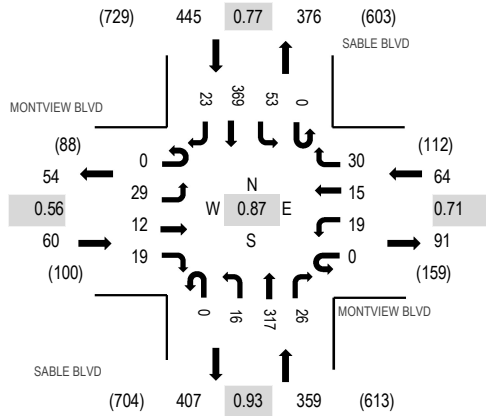 (729) 445 0.77 376 (603)
SABLE BLVD
23 369 53 0
MONTVIEW BLVD
(88) (112)
0 30
54 64
29 N 15
0.56 W 0.87 E 0.71
12 S 19
60 91
19 0
(100) (159)
0 16 317 26
MONTVIEW BLVD
SABLE BLVD
(704) 407 0.93 359 (613)